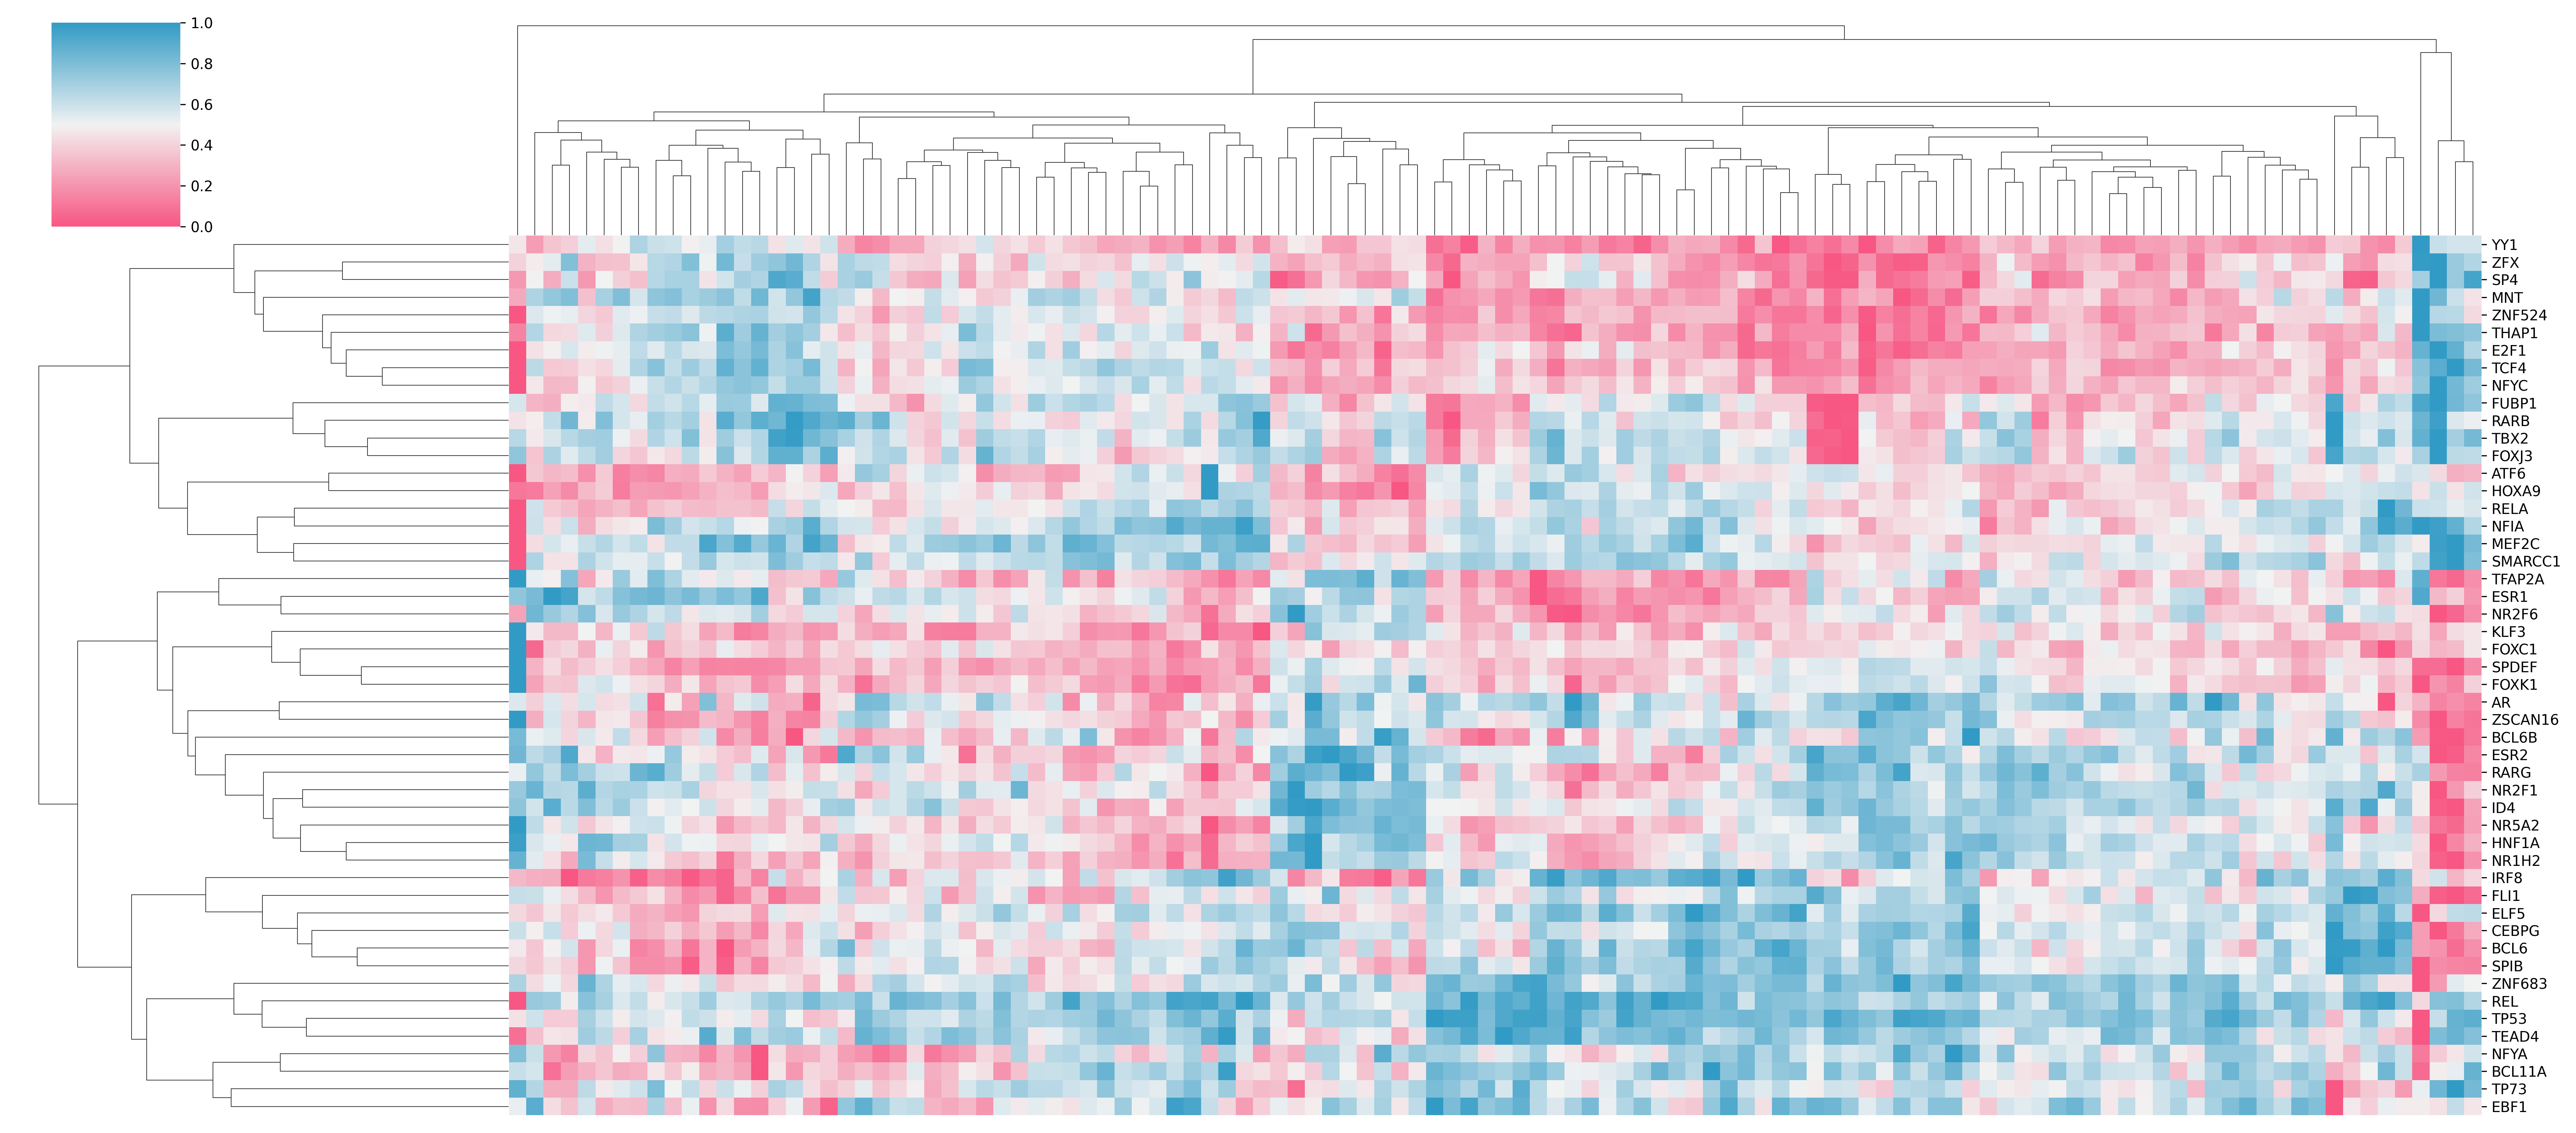 1.0
0.8
0.6
0.4
0.2
0.0
YY1
ZFX
SP4
MNT
ZNF524
THAP1
E2F1
TCF4
NFYC
FUBP1
RARB
TBX2
FOXJ3
ATF6
HOXA9
RELA
NFIA
MEF2C
SMARCC1
TFAP2A
ESR1
NR2F6
KLF3
FOXC1
SPDEF
FOXK1
AR
ZSCAN16
BCL6B
ESR2
RARG
NR2F1
ID4
NR5A2
HNF1A
NR1H2
IRF8
FLI1
ELF5
CEBPG
BCL6
SPIB
ZNF683
REL
TP53
TEAD4
NFYA
BCL11A
TP73
EBF1